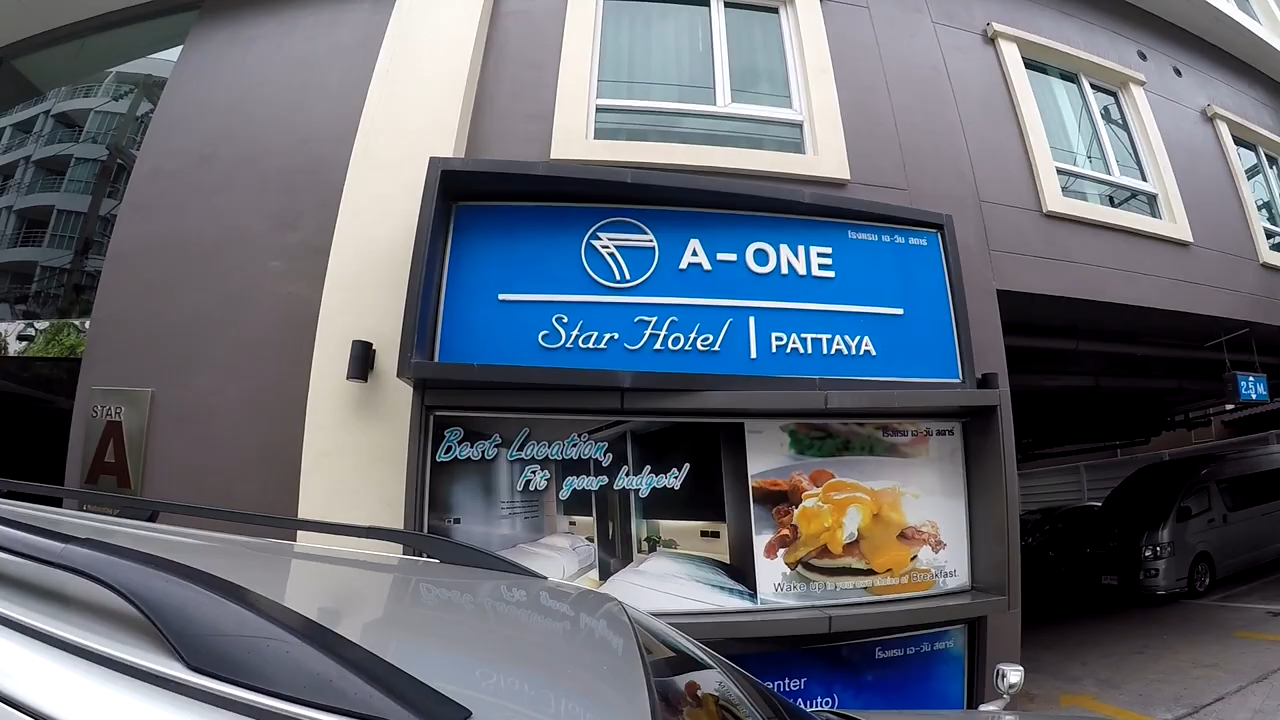 โรงแรม เอ-วัน สตาร์
A-ONE
Star Hotel | PATTAYA
STAR
A
2.5 M.
Best Location,
Fit your budget!
โรงแรม เอ-วัน สตาร์
Wake up to your own choice of Breakfast.
โรงแรม เอ-วัน สตาร์
enter
(Auto)